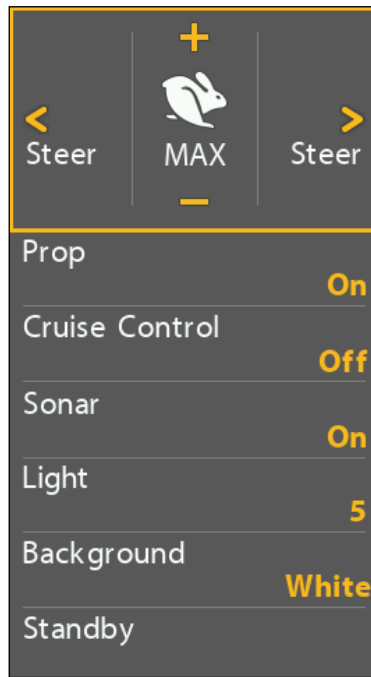 +
< MAX >
Steer Steer
−
Prop
On
Cruise Control
Off
Sonar
On
Light
5
Background
White
Standby